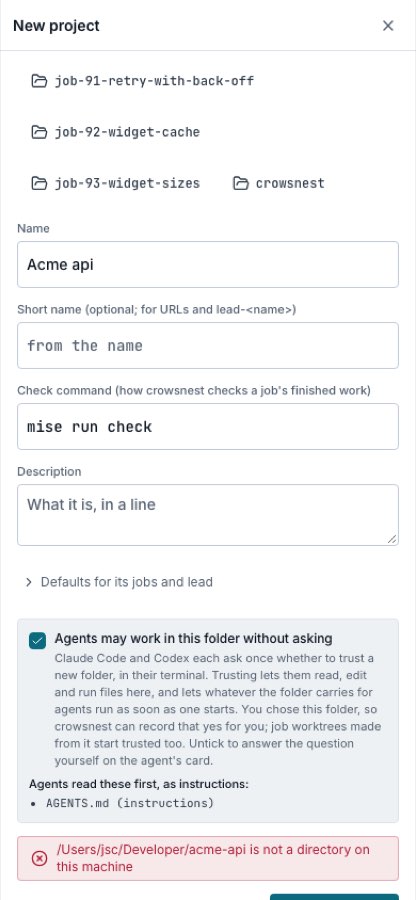 New project
job-91-retry-with-back-off
job-92-widget-cache
job-93-widget-sizes crowsnest
Name
Acme api
Short name (optional; for URLs and lead-<name>)
from the name
Check command (how crowsnest checks a job's finished work)
mise run check
Description
What it is, in a line
Defaults for its jobs and lead
Agents may work in this folder without asking
Claude Code and Codex each ask once whether to trust a
new folder, in their terminal. Trusting lets them read, edit
and run files here, and lets whatever the folder carries for
agents run as soon as one starts. You chose this folder, so
crowsnest can record that yes for you; job worktrees made
from it start trusted too. Untick to answer the question
yourself on the agent's card.
Agents read these first, as instructions:
• AGENTS.md (instructions)
/Users/jsc/Developer/acme-api is not a directory on
this machine